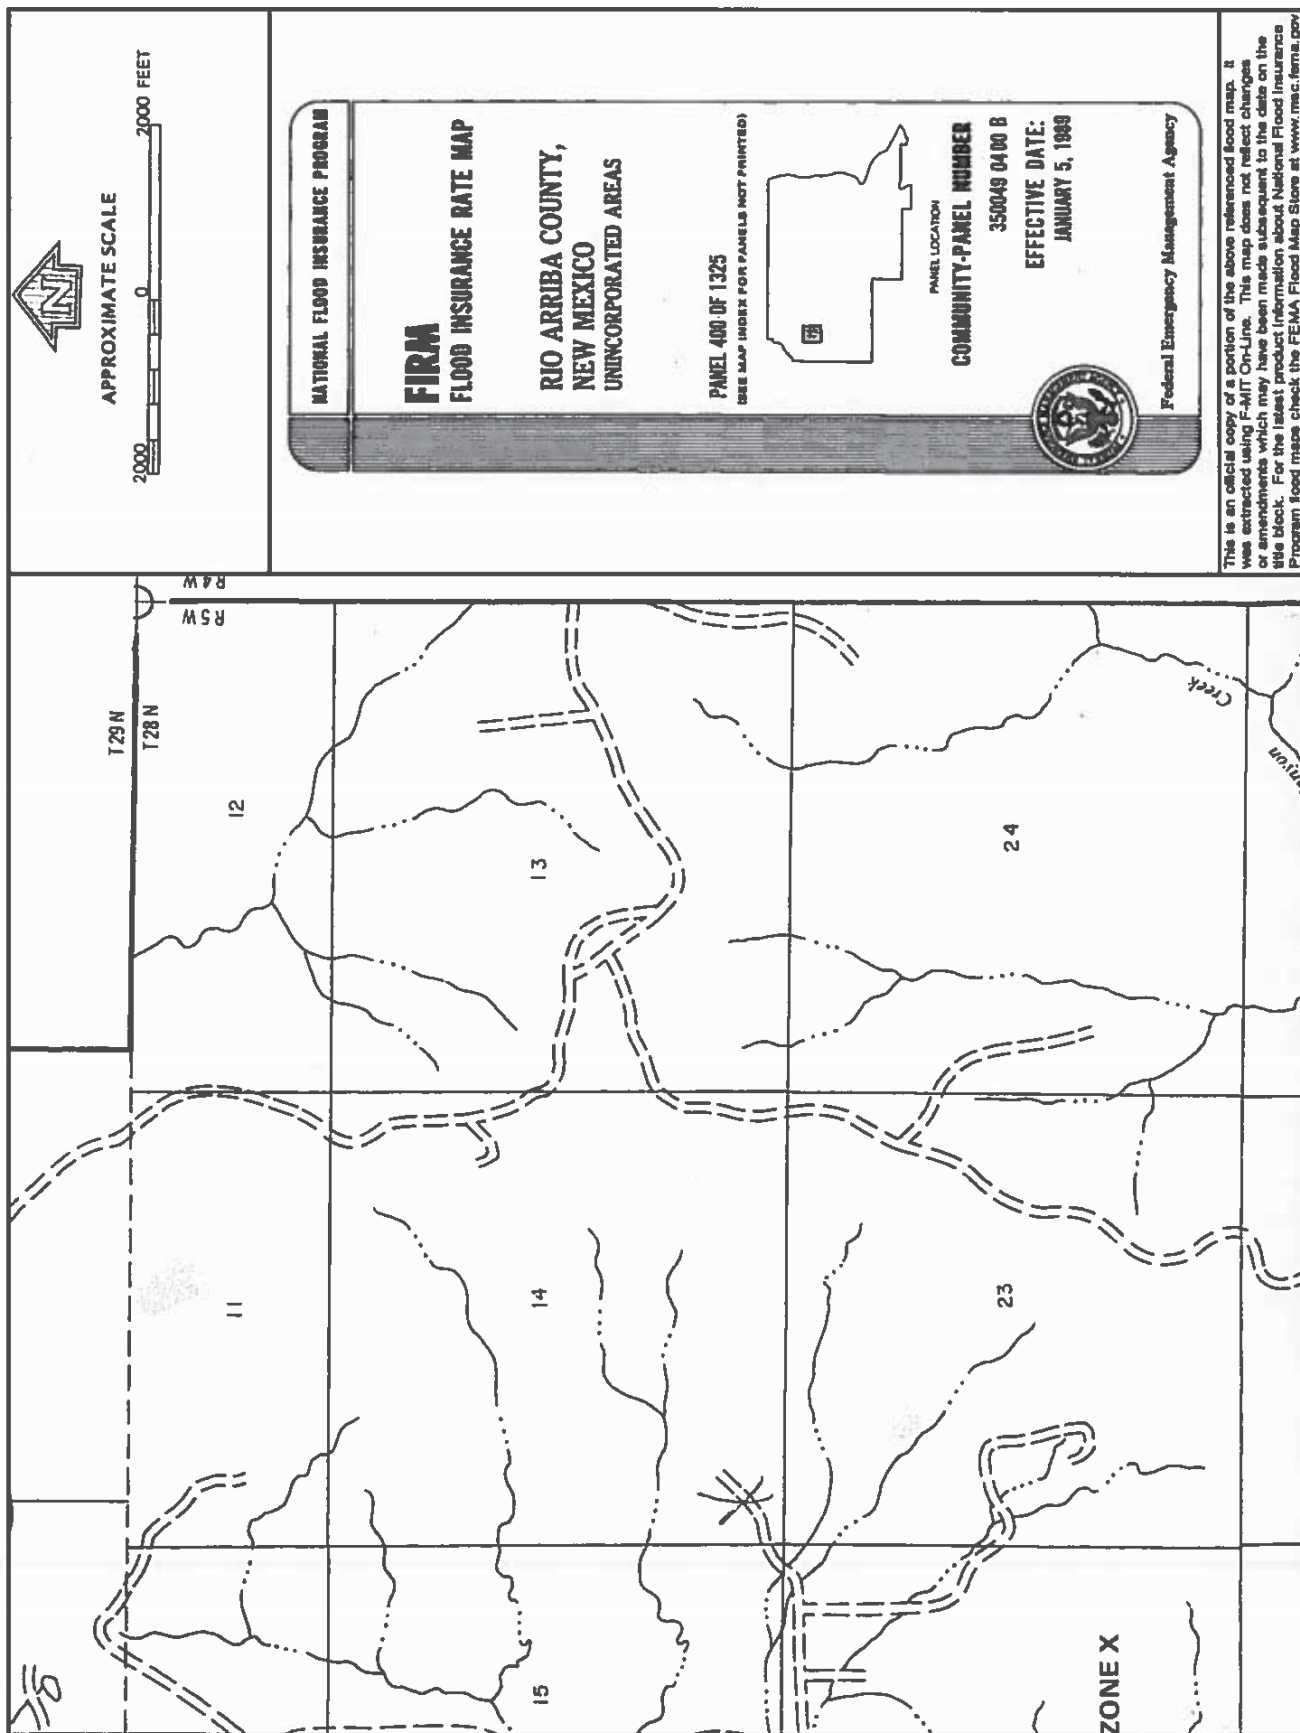 APPROXIMATE SCALE
2000 0 2000 FEET
N
NATIONAL FLOOD INSURANCE PROGRAM
FIRM
FLOOD INSURANCE RATE MAP
RIO ARRIBA COUNTY,
NEW MEXICO
UNINCORPORATED AREAS
PANEL 400 OF 1325
(SEE MAP INDEX FOR PANELS NOT PRINTED)
PANEL LOCATION
COMMUNITY-PANEL NUMBER
350049 0400 B
EFFECTIVE DATE:
JANUARY 5, 1989
Federal Emergency Management Agency
This is an official copy of a portion of the above referenced flood map. It
was extracted using F-MIT On-Line. This map does not reflect changes
or amendments which may have been made subsequent to the date on the
title block. For the latest product information about National Flood Insurance
Program flood maps check the FEMA Flood Map Store at www.msc.fema.gov
R 4 W
R 5 W
T 29 N
T 28 N
12
13
24
Creek
11
14
23
15
ZONE X